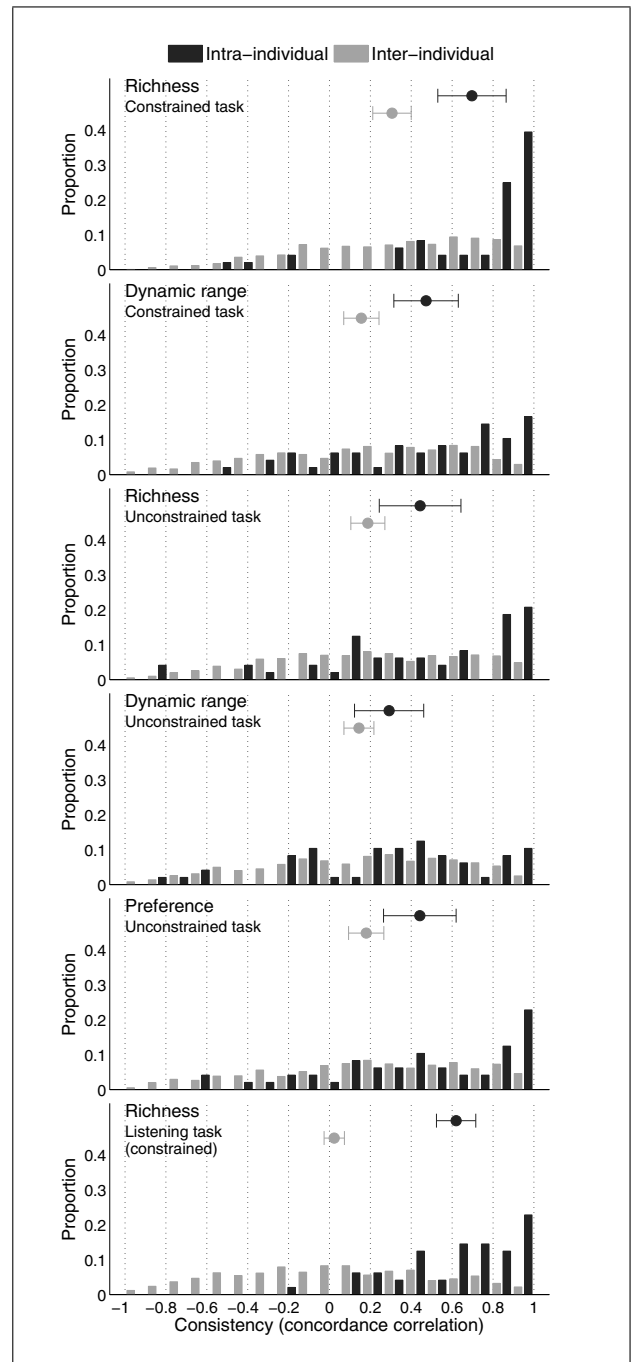 Intra−individual Inter−individual
Richness
Constrained task
Proportion
0.4
0.3
0.2
0.1
0
Dynamic range
Constrained task
Proportion
0.4
0.3
0.2
0.1
0
Richness
Unconstrained task
Proportion
0.4
0.3
0.2
0.1
0
Dynamic range
Unconstrained task
Proportion
0.4
0.3
0.2
0.1
0
Preference
Unconstrained task
Proportion
0.4
0.3
0.2
0.1
0
Richness
Listening task
(constrained)
Proportion
0.4
0.3
0.2
0.1
0
−1 −0.8 −0.6 −0.4 −0.2 0 0.2 0.4 0.6 0.8 1
Consistency (concordance correlation)